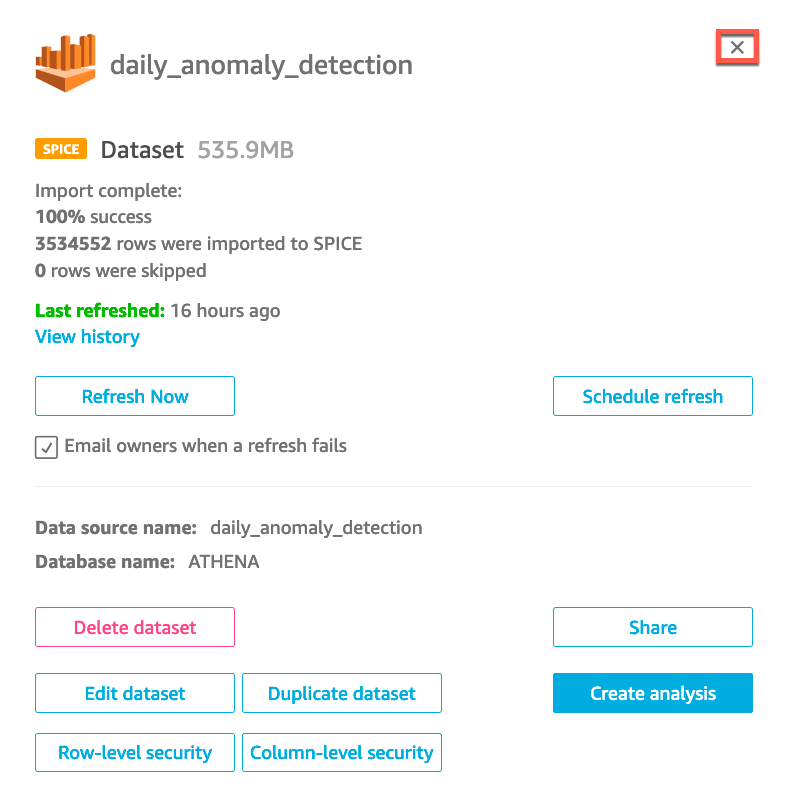 daily_anomaly_detection
SPICE Dataset 535.9MB
Import complete:
100% success
3534552 rows were imported to SPICE
0 rows were skipped
Last refreshed: 16 hours ago
View history
Refresh Now
Schedule refresh
Email owners when a refresh fails
Data source name: daily_anomaly_detection
Database name: ATHENA
Delete dataset
Share
Edit dataset
Duplicate dataset
Create analysis
Row-level security
Column-level security